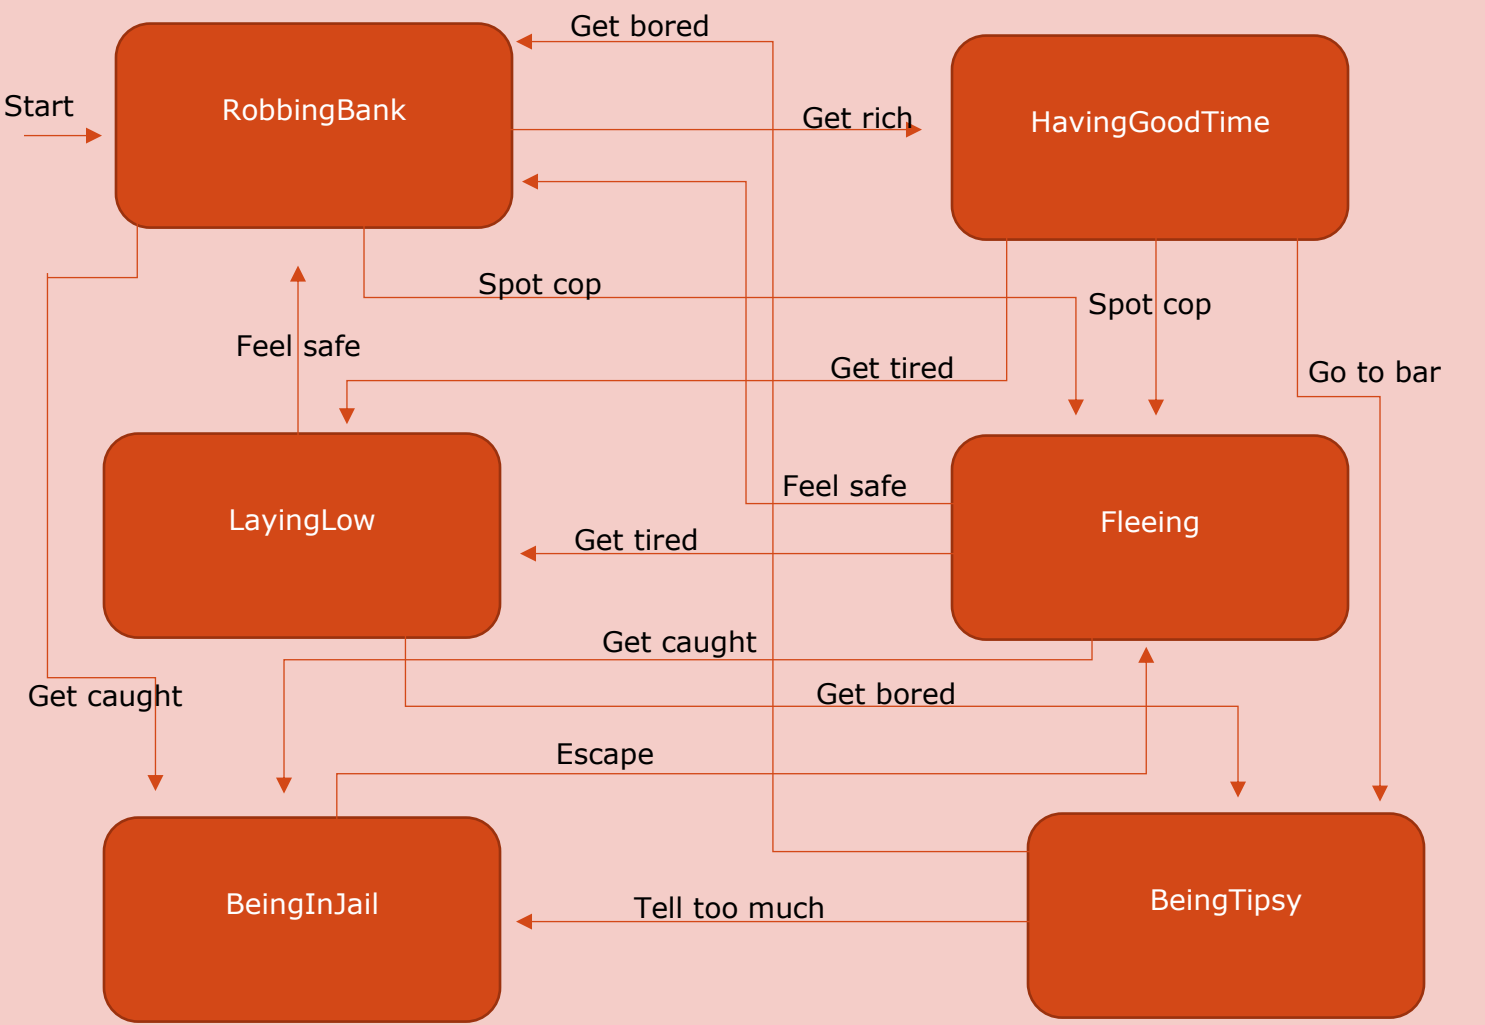 Get bored
Start
RobbingBank
Get rich
HavingGoodTime
Spot cop
Spot cop
Feel safe
Get tired
Go to bar
Feel safe
LayingLow
Fleeing
Get tired
Get caught
Get caught
Get bored
Escape
BeingInJail
Tell too much
BeingTipsy